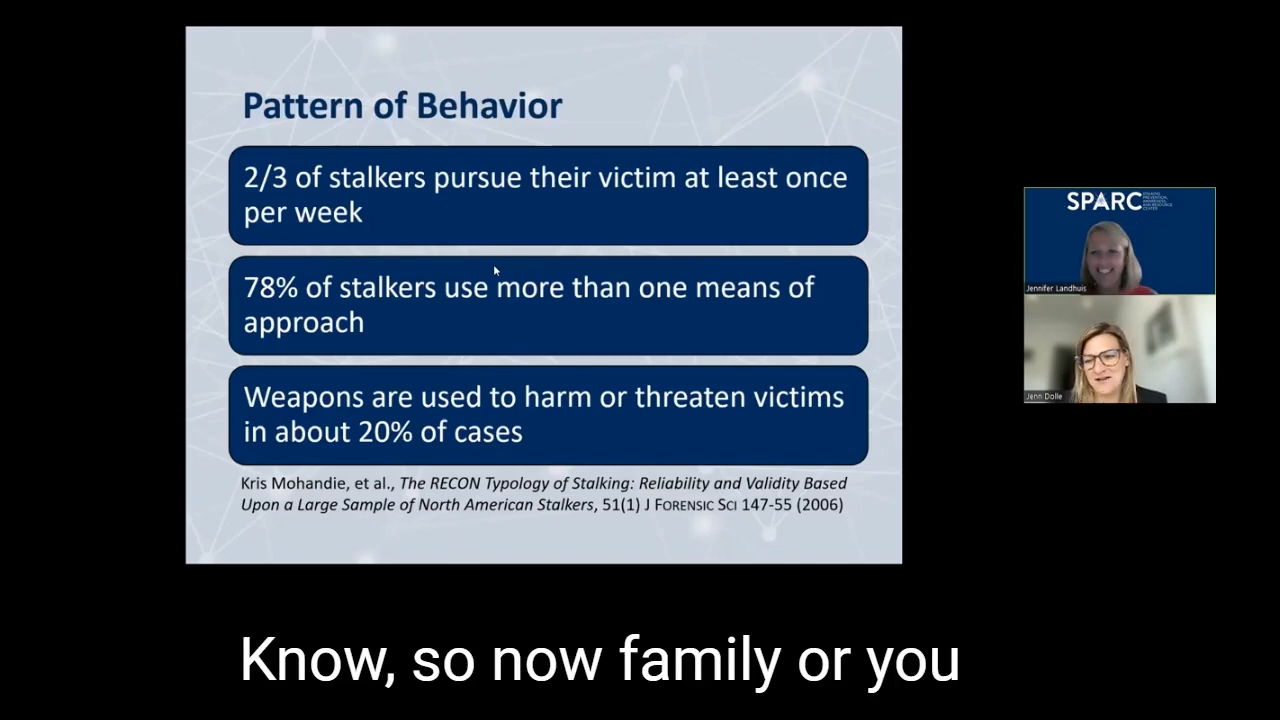 Pattern of Behavior
2/3 of stalkers pursue their victim at least once
per week
78% of stalkers use more than one means of
approach
Weapons are used to harm or threaten victims
in about 20% of cases
Kris Mohandie, et al., The RECON Typology of Stalking: Reliability and Validity Based
Upon a Large Sample of North American Stalkers, 51(1) J FORENSIC SCI 147-55 (2006)
SPARC
Jennifer Landhuis
Jenn Dolle
Know, so now family or you